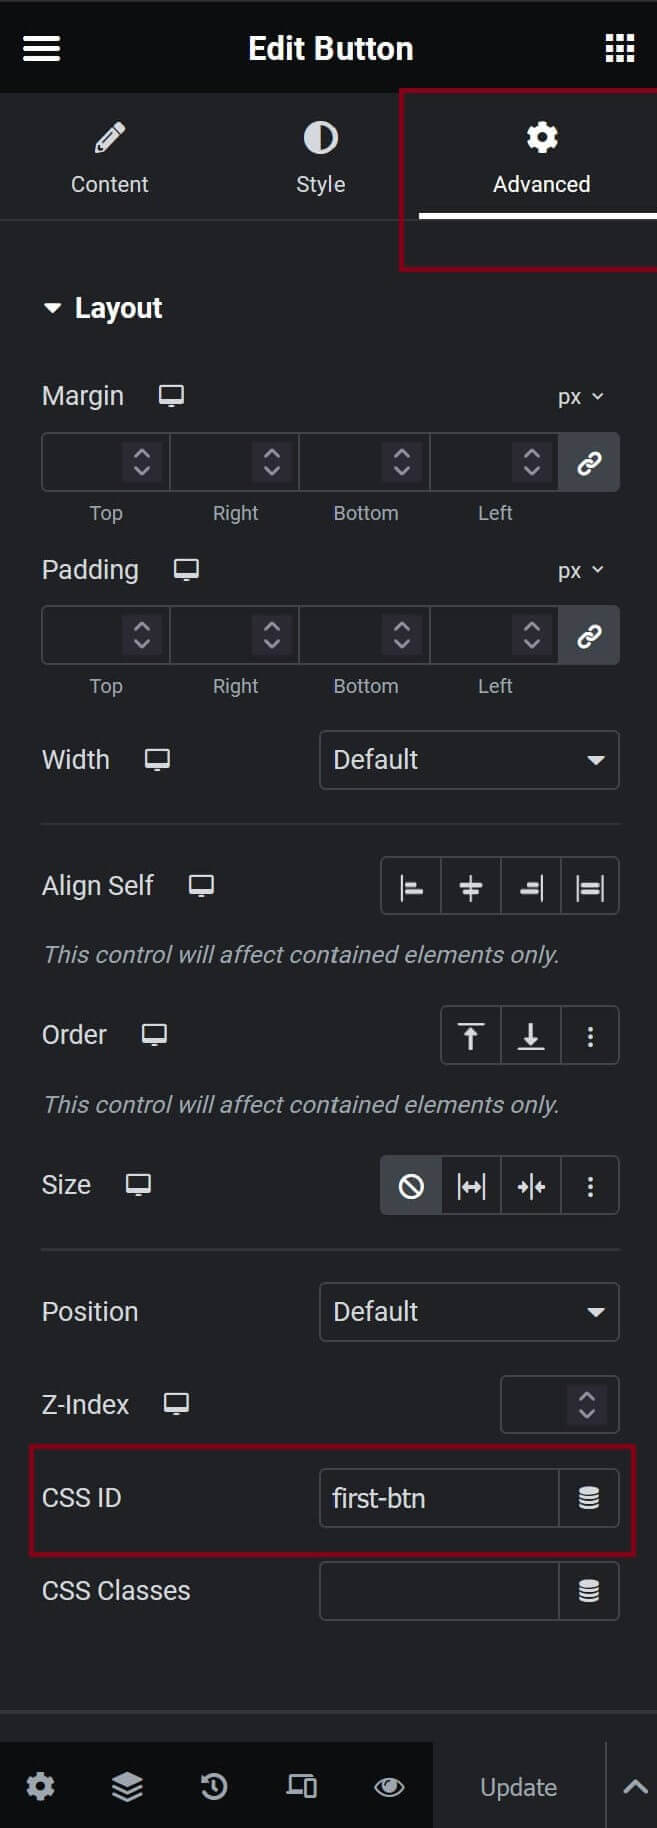 Edit Button
Content Style Advanced
Layout
Margin px
Top Right Bottom Left
Padding px
Top Right Bottom Left
Width Default
Align Self
This control will affect contained elements only.
Order
This control will affect contained elements only.
Size
Position Default
Z-Index
CSS ID first-btn
CSS Classes
Update